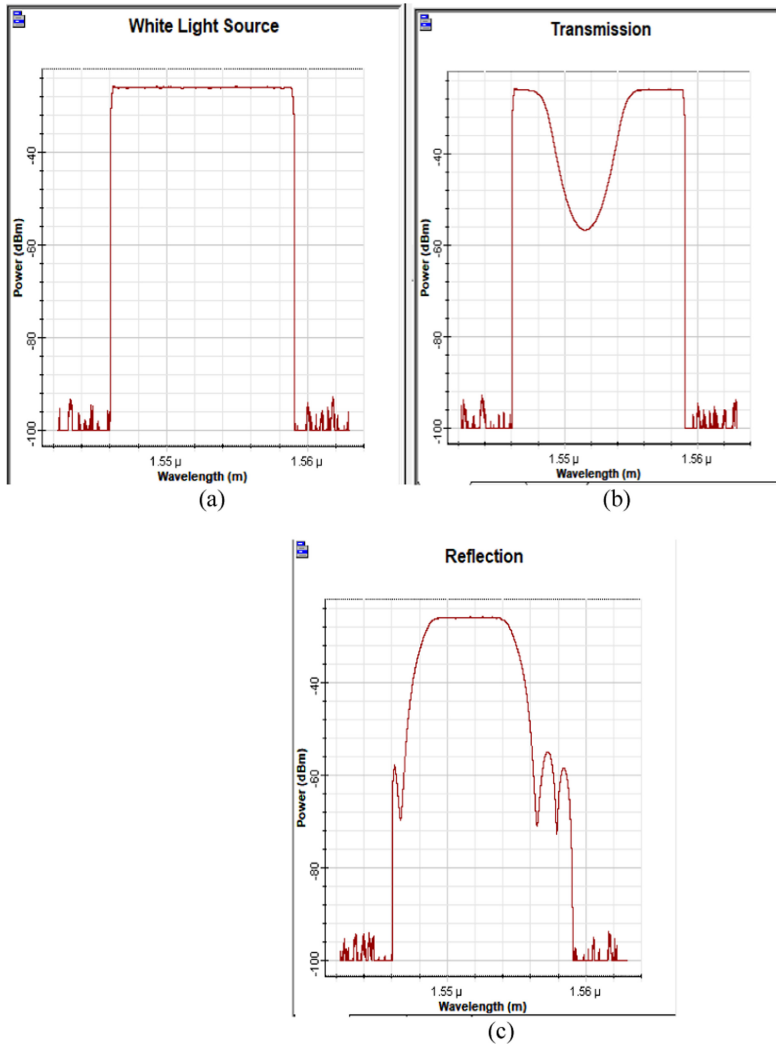 White Light Source
Power (dBm)
-40
-60
-80
-100
1.55 µ
1.56 µ
Wavelength (m)
(a)
Transmission
Power (dBm)
-40
-60
-80
-100
1.55 µ
1.56 µ
Wavelength (m)
(b)
Reflection
Power (dBm)
-40
-60
-80
-100
1.55 µ
1.56 µ
Wavelength (m)
(c)